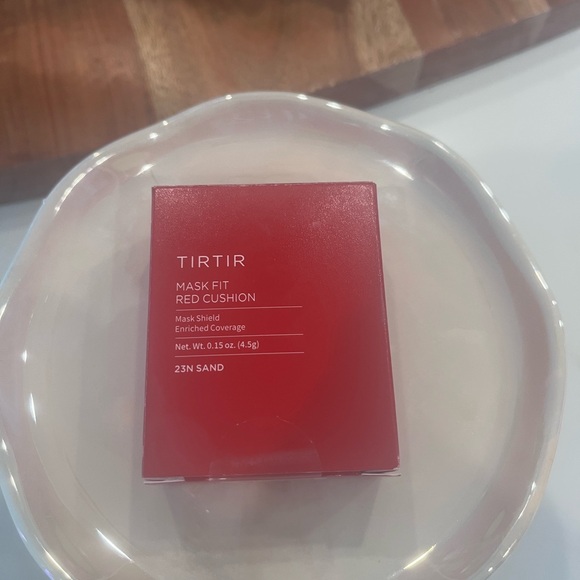 TIRTIR
MASK FIT
RED CUSHION
Mask Shield
Enriched Coverage
Net. Wt. 0.15 oz. (4.5g)
23N SAND